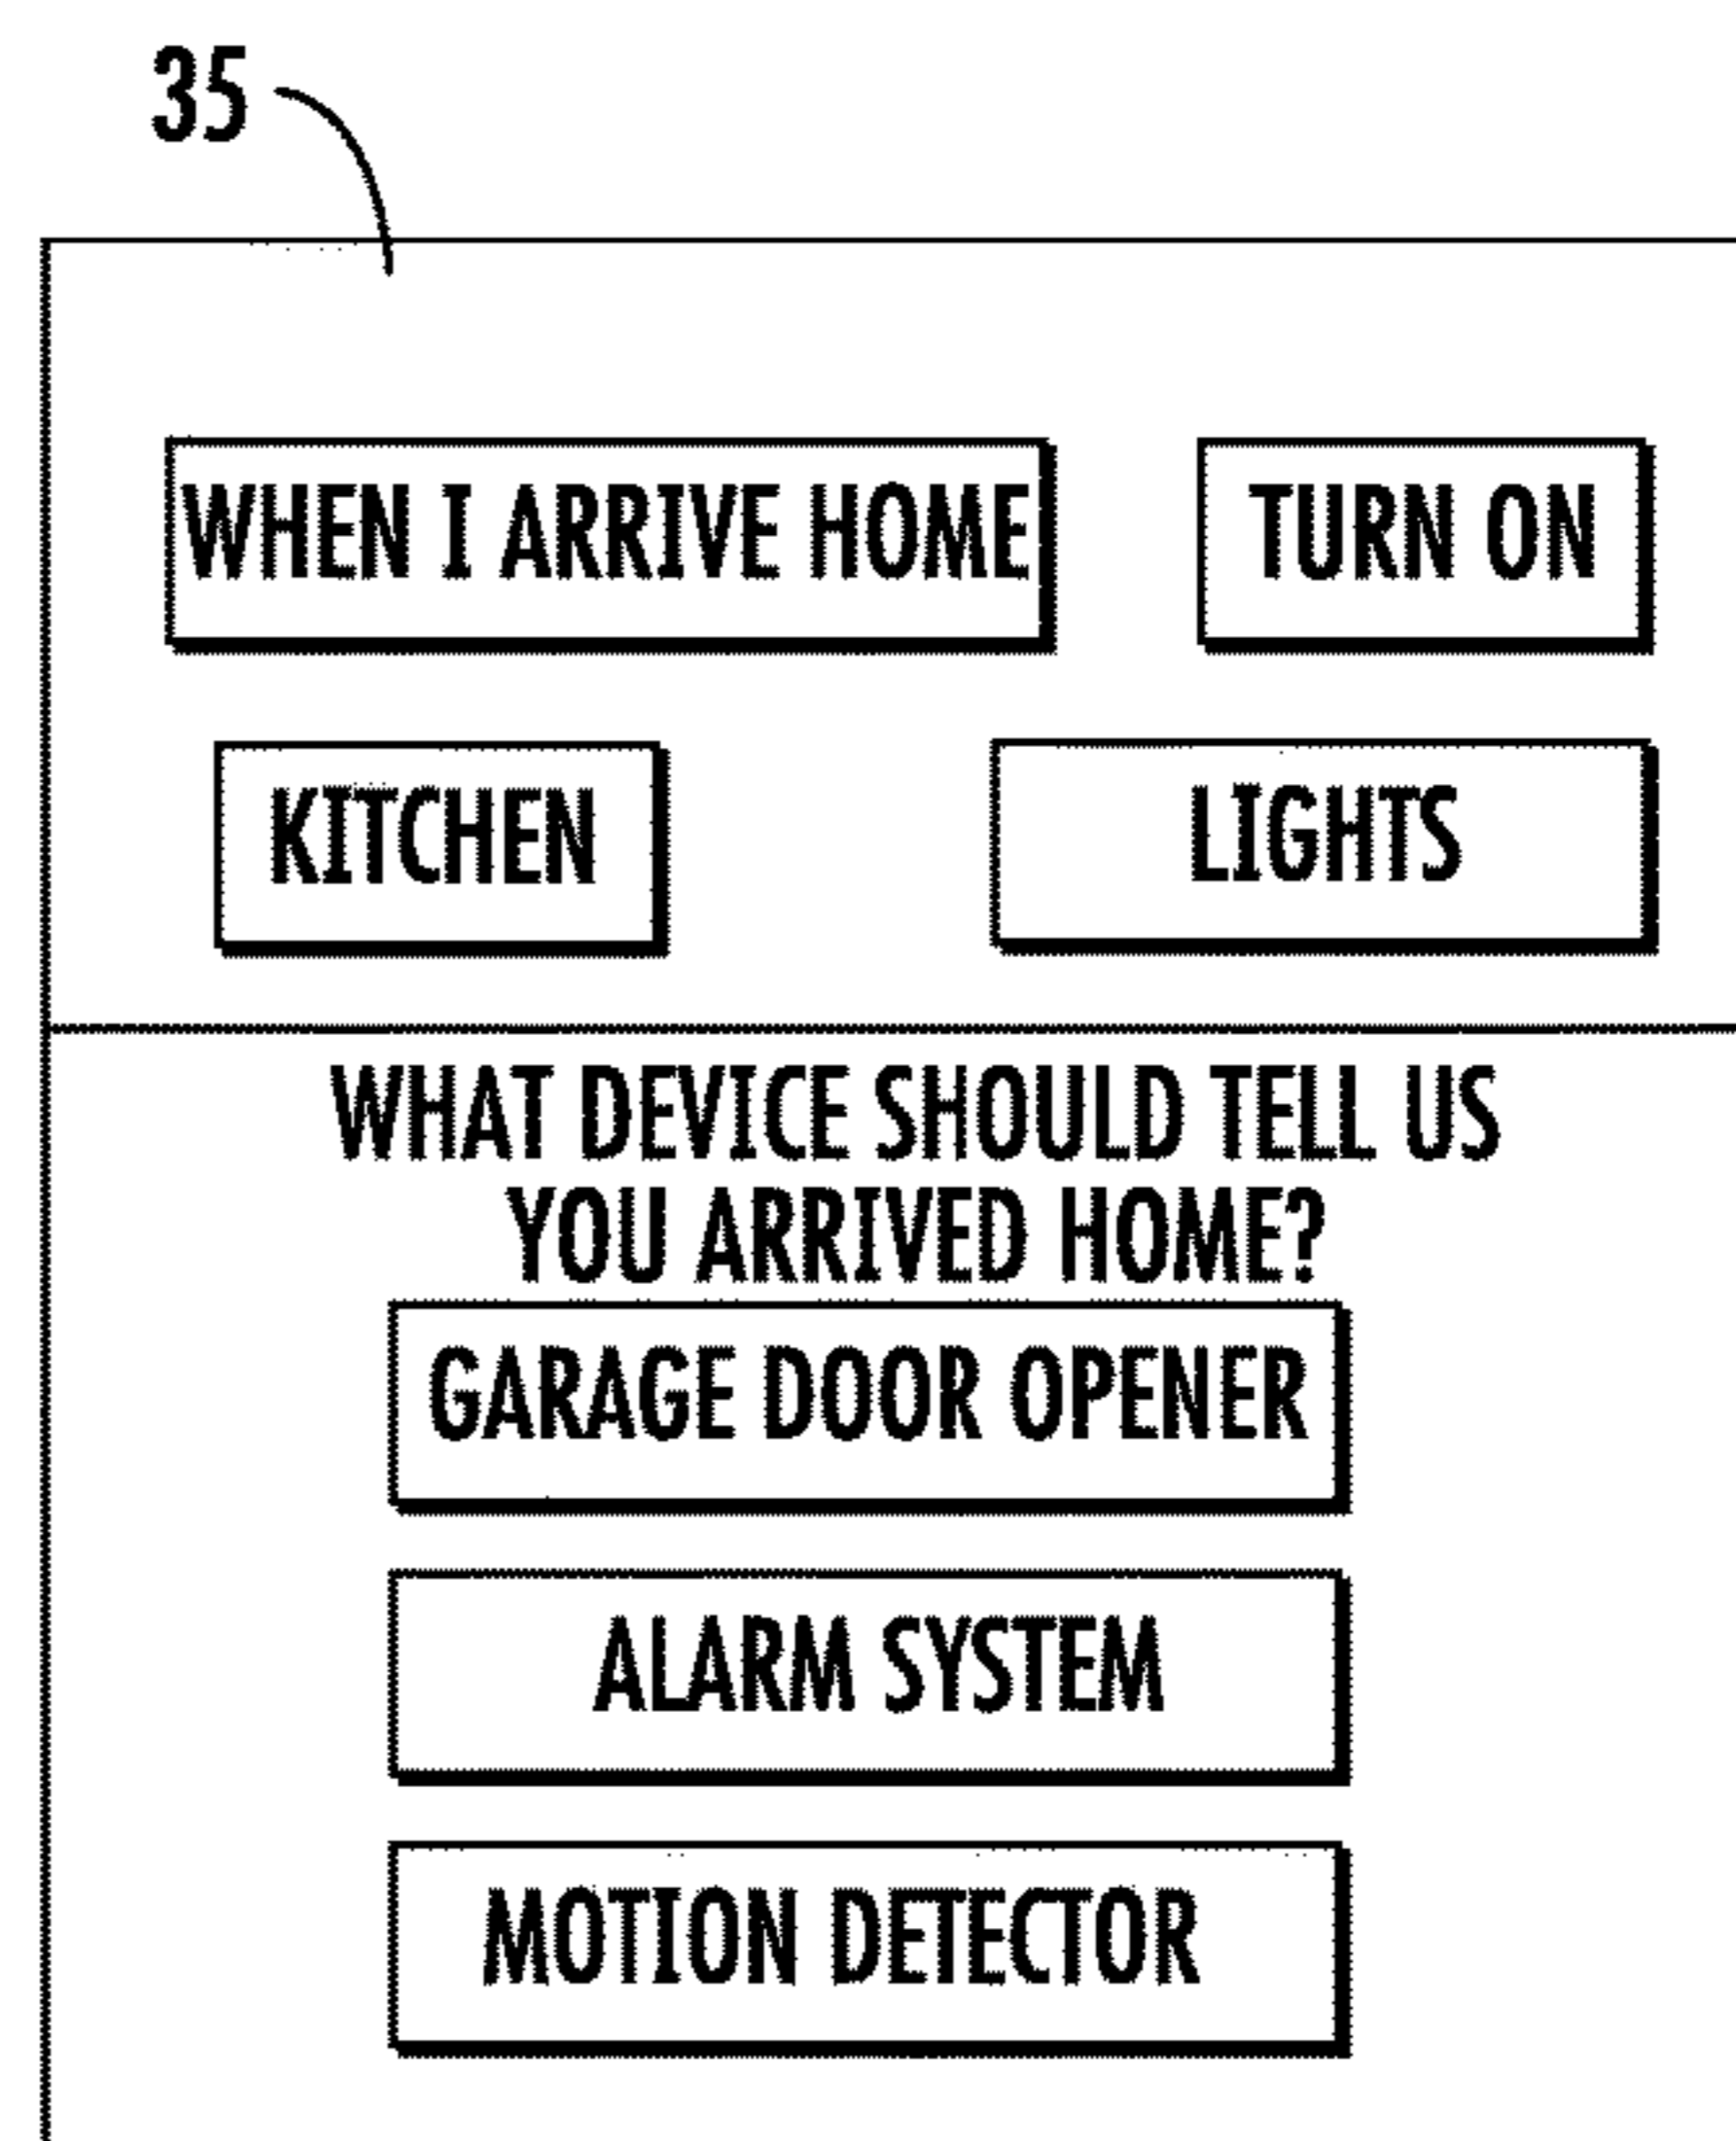 35
WHEN I ARRIVE HOME TURN ON
KITCHEN LIGHTS
WHAT DEVICE SHOULD TELL US
YOU ARRIVED HOME?
GARAGE DOOR OPENER
ALARM SYSTEM
MOTION DETECTOR